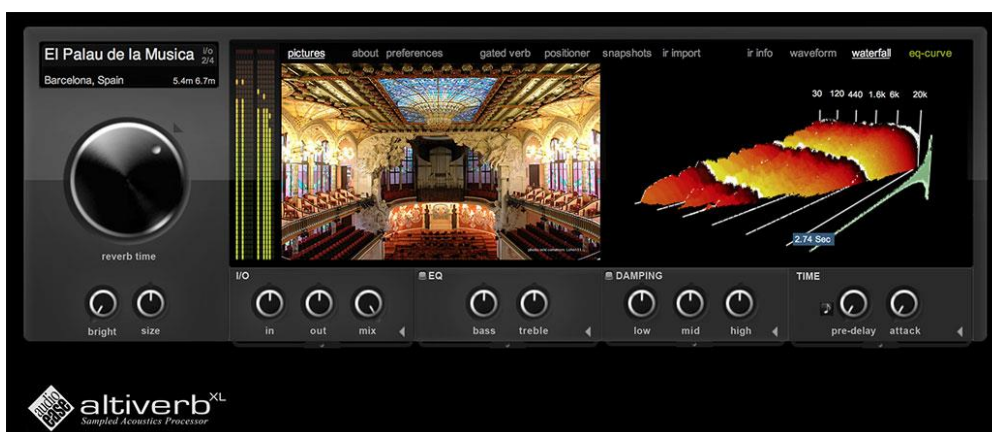 El Palau de la Musica i/o 2/4
Barcelona, Spain 5.4m 6.7m
pictures about preferences gated verb positioner snapshots ir import ir info waveform waterfall eq-curve
30 120 440 1.6k 6k 20k
2.74 Sec
reverb time
bright size
I/O EQ DAMPING TIME
in out mix bass treble low mid high pre-delay attack
audio ease
altiverb XL
Sampled Acoustics Processor